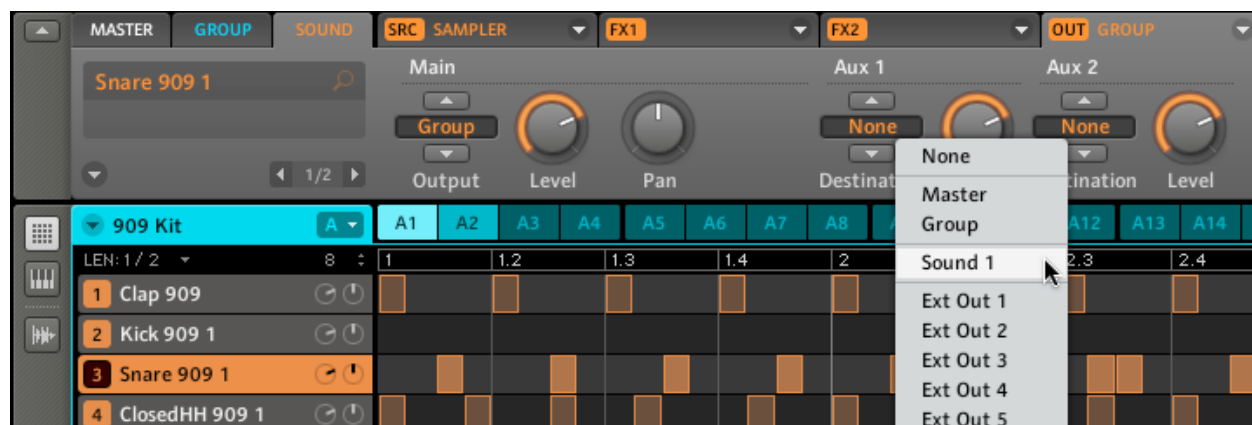 MASTER GROUP SOUND SRC SAMPLER FX1 FX2 OUT GROUP
Snare 909 1
Main Aux 1 Aux 2
Group None None
1/2 Output Level Pan Destinat tination Level
None
Master
Group
Sound 1
Ext Out 1
Ext Out 2
Ext Out 3
Ext Out 4
Ext Out 5
909 Kit A A1 A2 A3 A4 A5 A6 A7 A8 A12 A13 A14
LEN: 1 / 2 8 1 1.2 1.3 1.4 2 2.3 2.4
1 Clap 909
2 Kick 909 1
3 Snare 909 1
4 ClosedHH 909 1